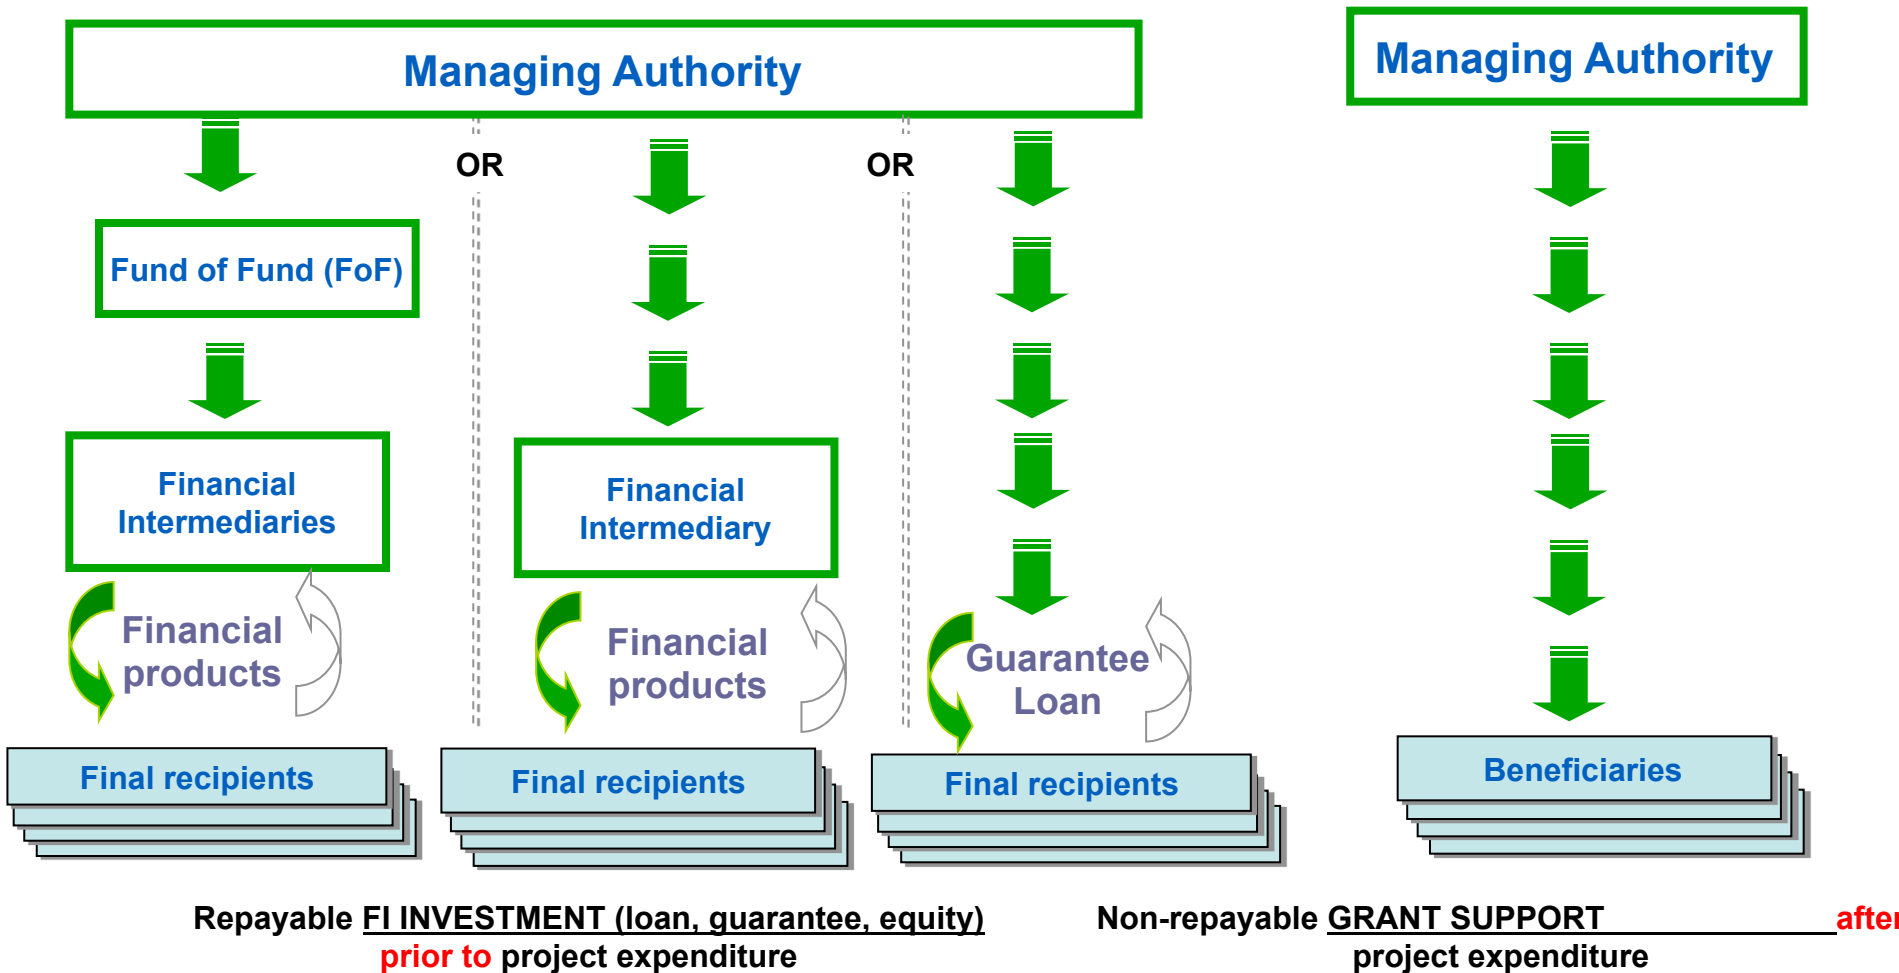 Managing Authority
Managing Authority
OR
OR
Fund of Fund (FoF)
Financial
Intermediaries
Financial
Intermediary
Financial
products
Financial
products
Guarantee
Loan
Final recipients
Final recipients
Final recipients
Beneficiaries
Repayable FI INVESTMENT (loan, guarantee, equity)
prior to project expenditure
Non-repayable GRANT SUPPORT after
project expenditure